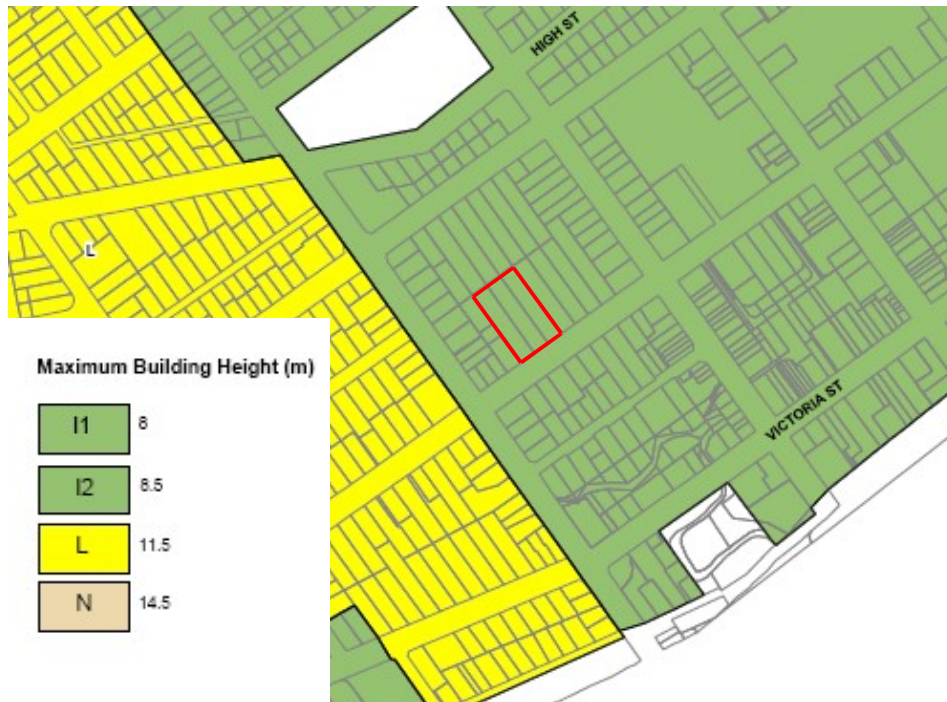 HIGH ST
L
VICTORIA ST
Maximum Building Height (m)
I1 8
I2 8.5
L 11.5
N 14.5